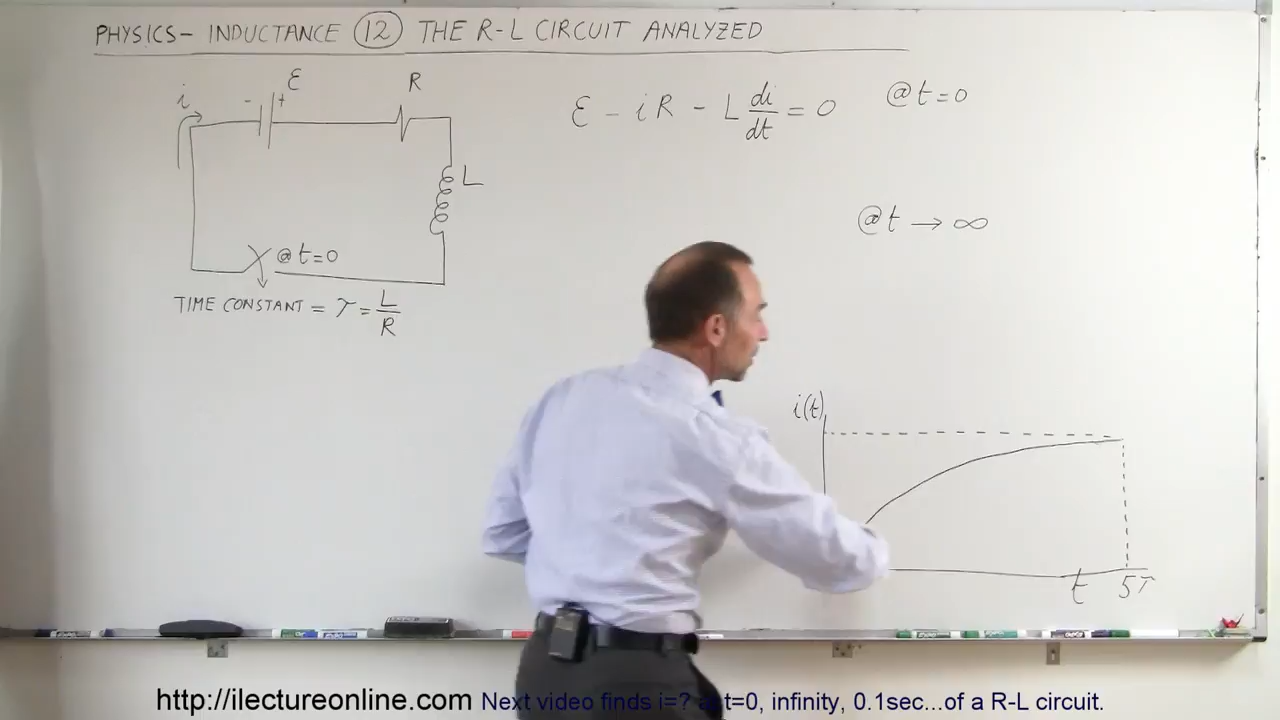 PHYSICS- INDUCTANCE 12 THE R-L CIRCUIT ANALYZED
i
- +
ℰ
R
L
@ t=0
TIME CONSTANT = τ = L/R
ℰ - iR - L di/dt = 0
@ t=0
@ t → ∞
i(t)
t
5τ
http://ilectureonline.com Next video finds i=? t=0, infinity, 0.1sec...of a R-L circuit.